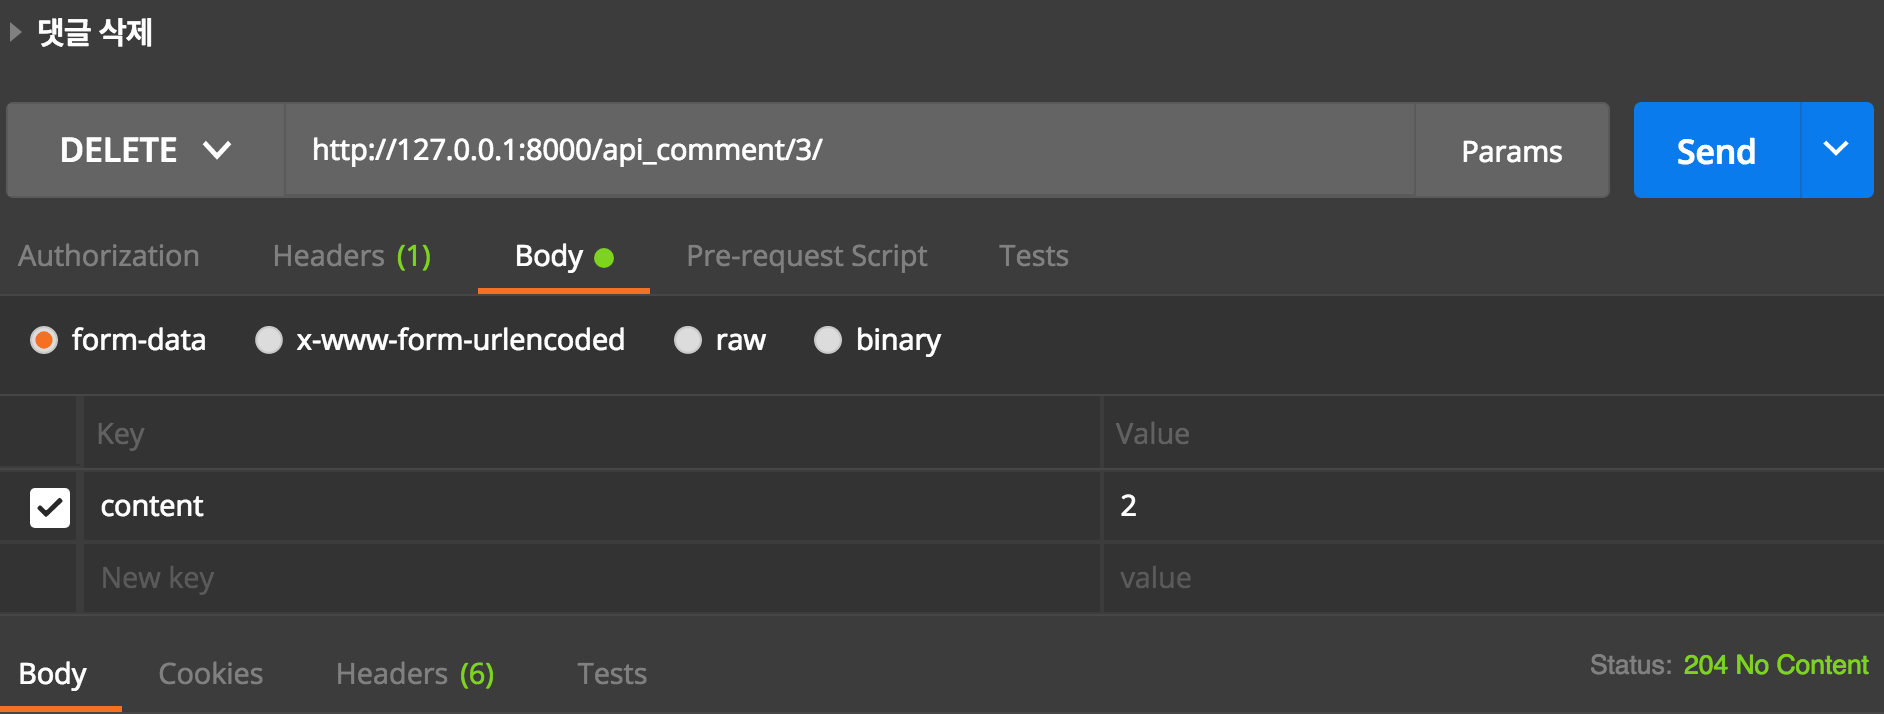 댓글 삭제
DELETE http://127.0.0.1:8000/api_comment/3/ Params Send
Authorization Headers (1) Body Pre-request Script Tests
form-data x-www-form-urlencoded raw binary
Key Value
content 2
New key value
Body Cookies Headers (6) Tests Status: 204 No Content